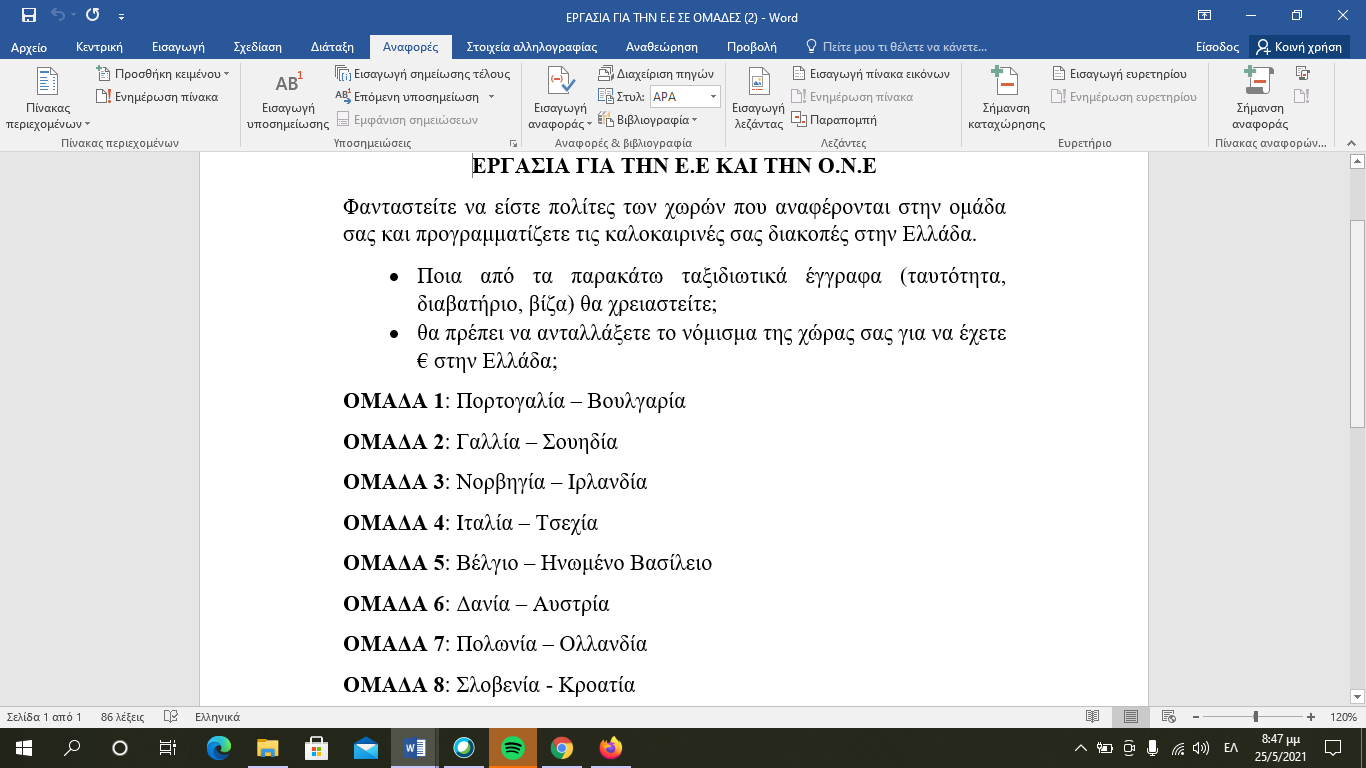 ΕΡΓΑΣΙΑ ΓΙΑ ΤΗΝ Ε.Ε ΣΕ ΟΜΑΔΕΣ (2) - Word
Αρχείο Κεντρική Εισαγωγή Σχεδίαση Διάταξη Αναφορές Στοιχεία αλληλογραφίας Αναθεώρηση Προβολή Πείτε μου τι θέλετε να κάνετε... Είσοδος Κοινή χρήση
Πίνακας περιεχομένων
Προσθήκη κειμένου
Ενημέρωση πίνακα
Πίνακας περιεχομένων
AB1
Εισαγωγή υποσημείωσης
Εισαγωγή σημείωσης τέλους
AB1 Επόμενη υποσημείωση
Εμφάνιση σημειώσεων
Υποσημειώσεις
Εισαγωγή αναφοράς
Διαχείριση πηγών
Στυλ: APA
Βιβλιογραφία
Αναφορές & βιβλιογραφία
Εισαγωγή λεζάντας
Εισαγωγή πίνακα εικόνων
Ενημέρωση πίνακα
Παραπομπή
Λεζάντες
Σήμανση καταχώρησης
Εισαγωγή ευρετηρίου
Ενημέρωση ευρετηρίου
Ευρετήριο
Σήμανση αναφοράς
Πίνακας αναφορών...
ΕΡΓΑΣΙΑ ΓΙΑ ΤΗΝ Ε.Ε ΚΑΙ ΤΗΝ Ο.Ν.Ε
Φανταστείτε να είστε πολίτες των χωρών που αναφέρονται στην ομάδα
σας και προγραμματίζετε τις καλοκαιρινές σας διακοπές στην Ελλάδα.
• Ποια από τα παρακάτω ταξιδιωτικά έγγραφα (ταυτότητα,
διαβατήριο, βίζα) θα χρειαστείτε;
• θα πρέπει να ανταλλάξετε το νόμισμα της χώρας σας για να έχετε
€ στην Ελλάδα;
ΟΜΑΔΑ 1: Πορτογαλία – Βουλγαρία
ΟΜΑΔΑ 2: Γαλλία – Σουηδία
ΟΜΑΔΑ 3: Νορβηγία – Ιρλανδία
ΟΜΑΔΑ 4: Ιταλία – Τσεχία
ΟΜΑΔΑ 5: Βέλγιο – Ηνωμένο Βασίλειο
ΟΜΑΔΑ 6: Δανία – Αυστρία
ΟΜΑΔΑ 7: Πολωνία – Ολλανδία
ΟΜΑΔΑ 8: Σλοβενία - Κροατία
Σελίδα 1 από 1 86 λέξεις Ελληνικά 120%
ΕΛ
8:47 μμ
25/5/2021